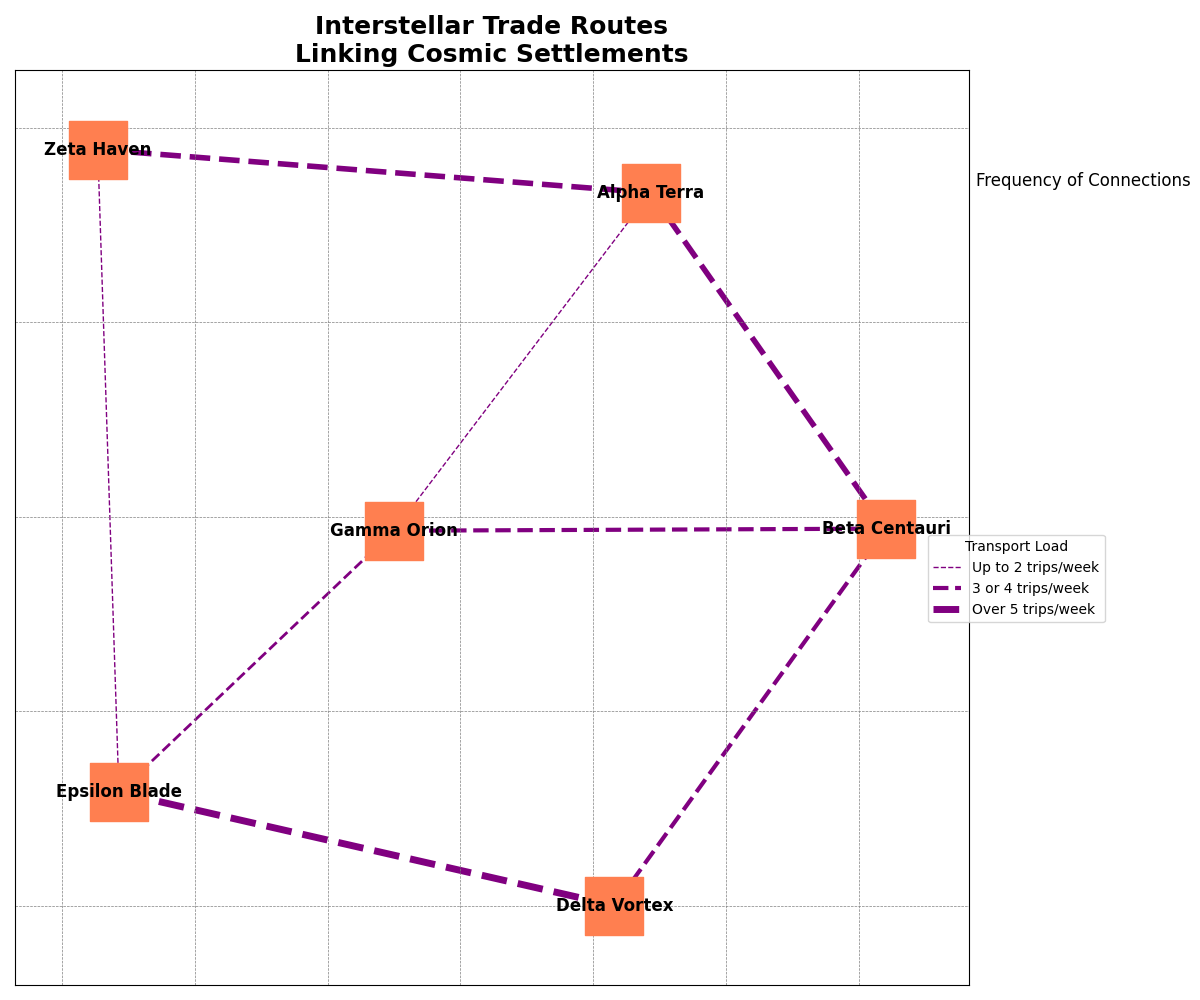 Interstellar Trade Routes
Linking Cosmic Settlements
Zeta Haven
Frequency of Connections
Alpha Terra
Gamma Orion
Beta Centauri
Transport Load
Up to 2 trips/week
3 or 4 trips/week
Over 5 trips/week
Epsilon Blade
Delta Vortex